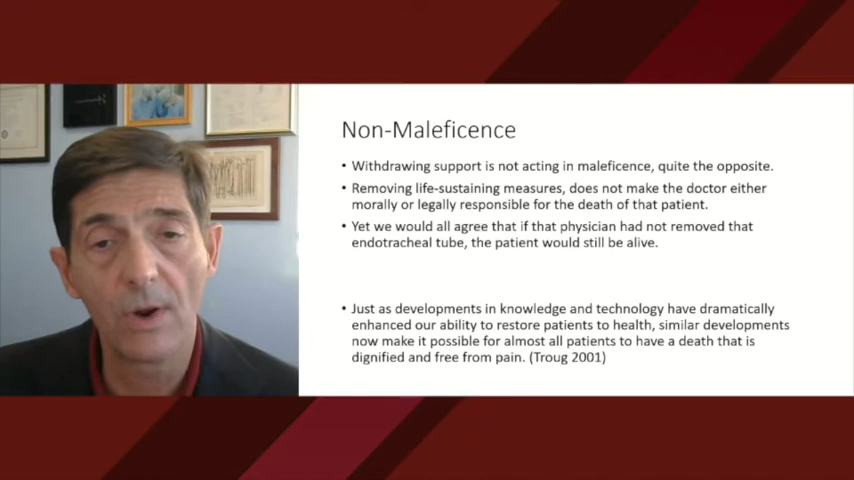 Non-Maleficence
• Withdrawing support is not acting in maleficence, quite the opposite.
• Removing life-sustaining measures, does not make the doctor either
morally or legally responsible for the death of that patient.
• Yet we would all agree that if that physician had not removed that
endotracheal tube, the patient would still be alive.
• Just as developments in knowledge and technology have dramatically
enhanced our ability to restore patients to health, similar developments
now make it possible for almost all patients to have a death that is
dignified and free from pain. (Troug 2001)